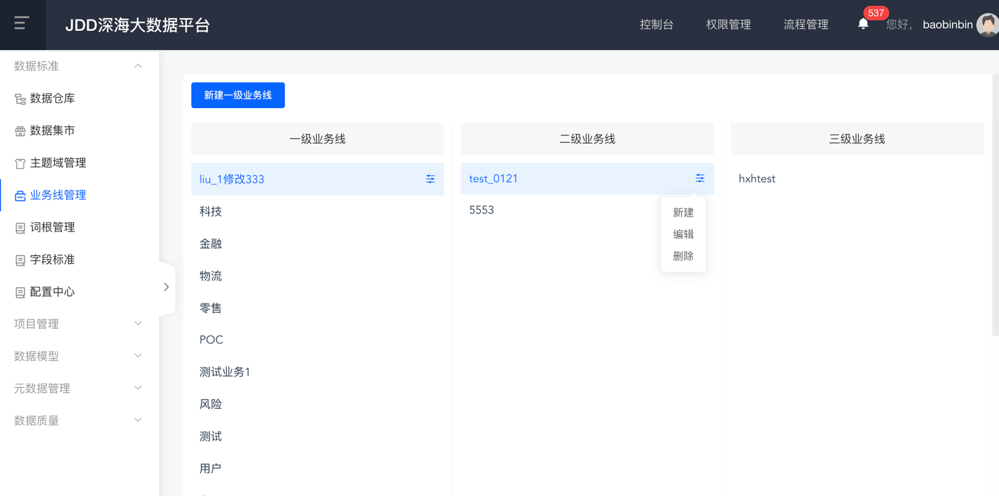 JDD深海大数据平台
控制台
权限管理
流程管理
537
您好，
baobinbin
数据标准
数据仓库
数据集市
主题域管理
业务线管理
词根管理
字段标准
配置中心
项目管理
数据模型
元数据管理
数据质量
新建一级业务线
一级业务线
liu_1修改333
科技
金融
物流
零售
POC
测试业务1
风险
测试
用户
二级业务线
test_0121
5553
新建
编辑
删除
三级业务线
hxhtest